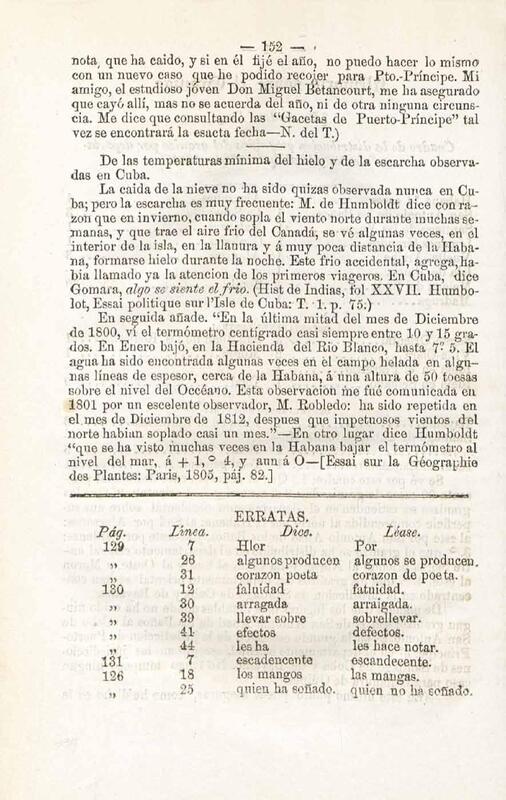 — 152 —
nota, que ha caido, y si en él fijé el año, no puedo hacer lo mismo
con un nuevo caso que he podido recojer para Pto.-Príncipe. Mi
amigo, el estudioso jóven Don Miguel Betancourt, me ha asegurado
que cayó allí, mas no se acuerda del año, ni de otra ninguna circuns-
cia. Me dice que consultando las “Gacetas de Puerto-Príncipe” tal
vez se encontrará la esacta fecha—N. del T.)
De las temperaturas mínima del hielo y de la escarcha observa-
das en Cuba.
La caida de la nieve no ha sido quizas observada nunca en Cu-
ba; pero la escarcha es muy frecuente: M. de Humboldt dice con ra-
zon que en invierno, cuando sopla el viento norte durante muchas se-
manas, y que trae el aire frio del Canadá, se vé algunas veces, en el
interior de la isla, en la llanura y á muy poca distancia de la Haba-
na, formarse hielo durante la noche. Este frio accidental, agrega, ha-
bia llamado ya la atencion de los primeros viageros. En Cuba, dice
Gomara, algo se siente el frio. (Hist de Indias, fol XXVII. Humbo-
lot, Essai politique sur l'Isle de Cuba: T. 1. p. 75.)
En seguida añade. “En la última mitad del mes de Diciembre
de 1800, ví el termómetro centígrado casi siempre entre 10 y 15 gra-
dos. En Enero bajó, en la Hacienda del Rio Blanco, hasta 7° 5. El
agua ha sido encontrada algunas veces en el campo helada en algu-
nas líneas de espesor, cerca de la Habana, á una altura de 50 toesas
sobre el nivel del Occéano. Esta observacion me fué comunicada en
1801 por un escelente observador, M. Robledo: ha sido repetida en
el mes de Diciembre de 1812, despues que impetuosos vientos del
norte habian soplado casi un mes.”—En otro lugar dice Humboldt
“que se ha visto muchas veces en la Habana bajar el termómetro al
nivel del mar, á + 1,° 4, y aun á O—[Essai sur la Géographie
des Plantes: Paris, 1805, páj. 82.]
ERRATAS.
Pág. Línea. Dice. Léase.
129 7 Hlor Por
„ 26 algunos producen algunos se producen.
„ 31 corazon poeta corazon de poeta.
130 12 faluidad fatuidad.
„ 30 arragada arraigada.
„ 39 llevar sobre sobrellevar.
„ 41 efectos defectos.
„ 44 les ha les hace notar.
131 7 escadencente escandecente.
126 18 los mangos las mangas.
„ 25 quien ha soñado. quien no ha soñado.